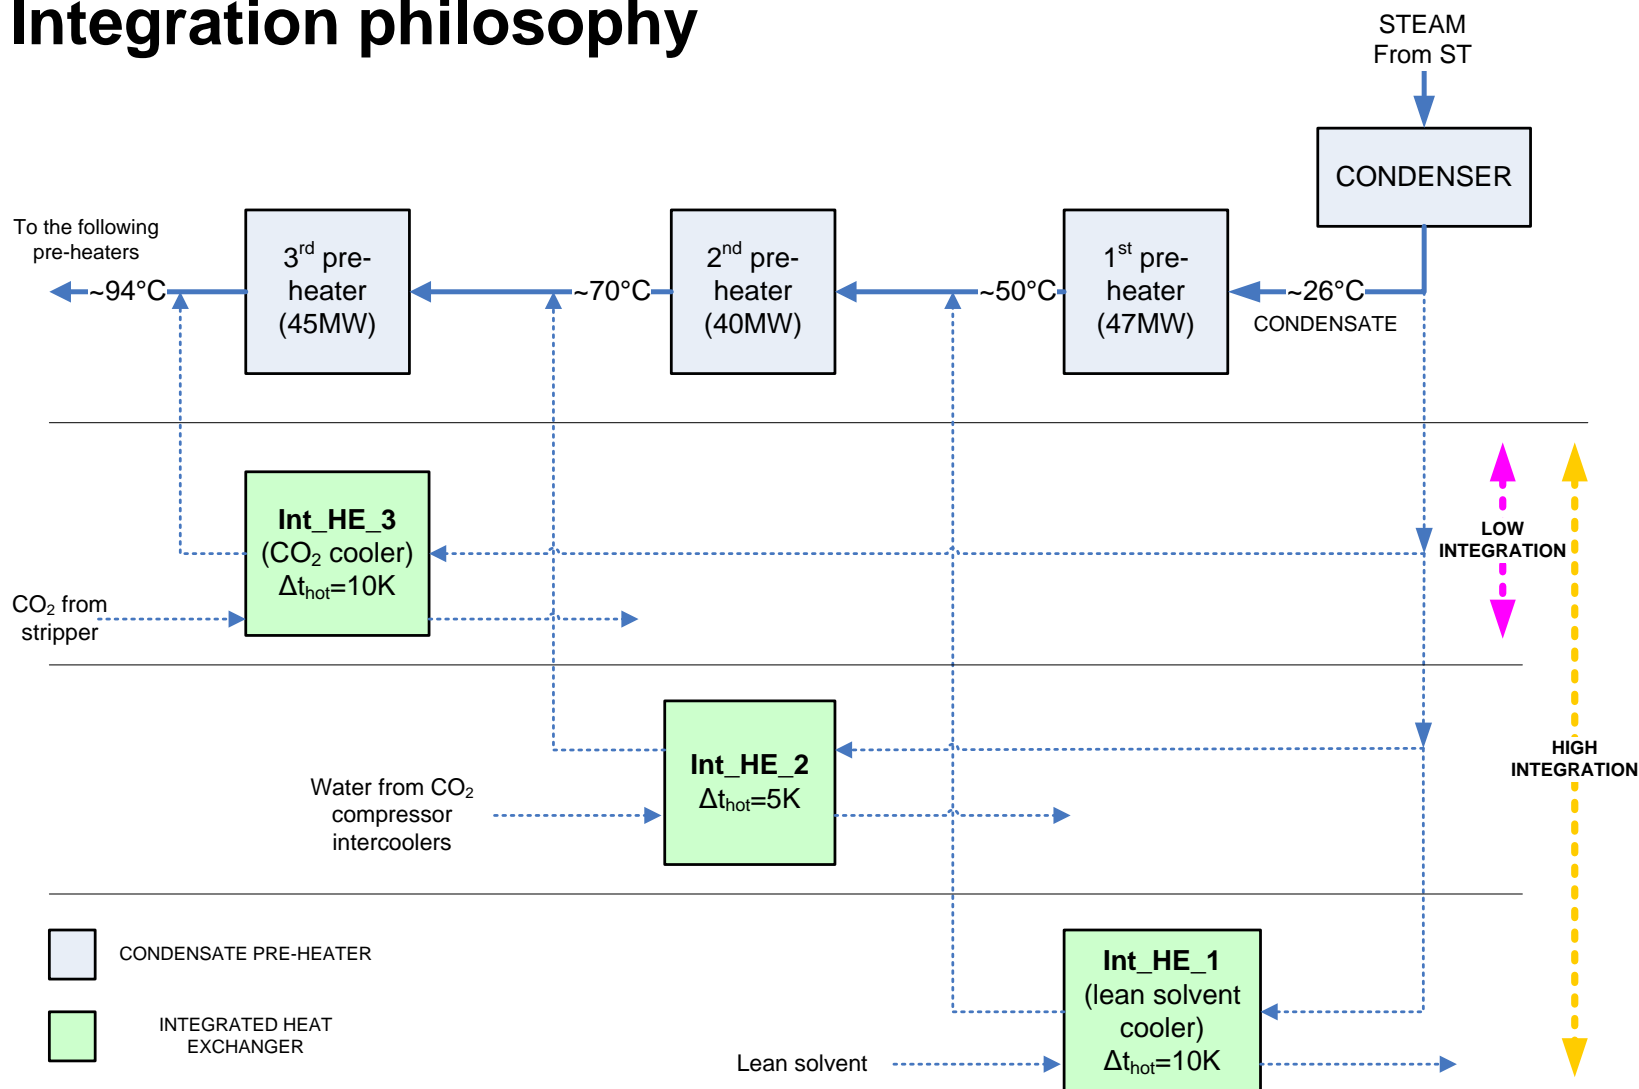 Integration philosophy
STEAM
From ST
CONDENSER
To the following
pre-heaters
~94°C
3rd pre-
heater
(45MW)
~70°C
2nd pre-
heater
(40MW)
~50°C
1st pre-
heater
(47MW)
~26°C
CONDENSATE
Int_HE_3
(CO₂ cooler)
Δthot=10K
CO₂ from
stripper
LOW
INTEGRATION
Int_HE_2
Δthot=5K
Water from CO₂
compressor
intercoolers
HIGH
INTEGRATION
CONDENSATE PRE-HEATER
INTEGRATED HEAT
EXCHANGER
Int_HE_1
(lean solvent
cooler)
Δthot=10K
Lean solvent